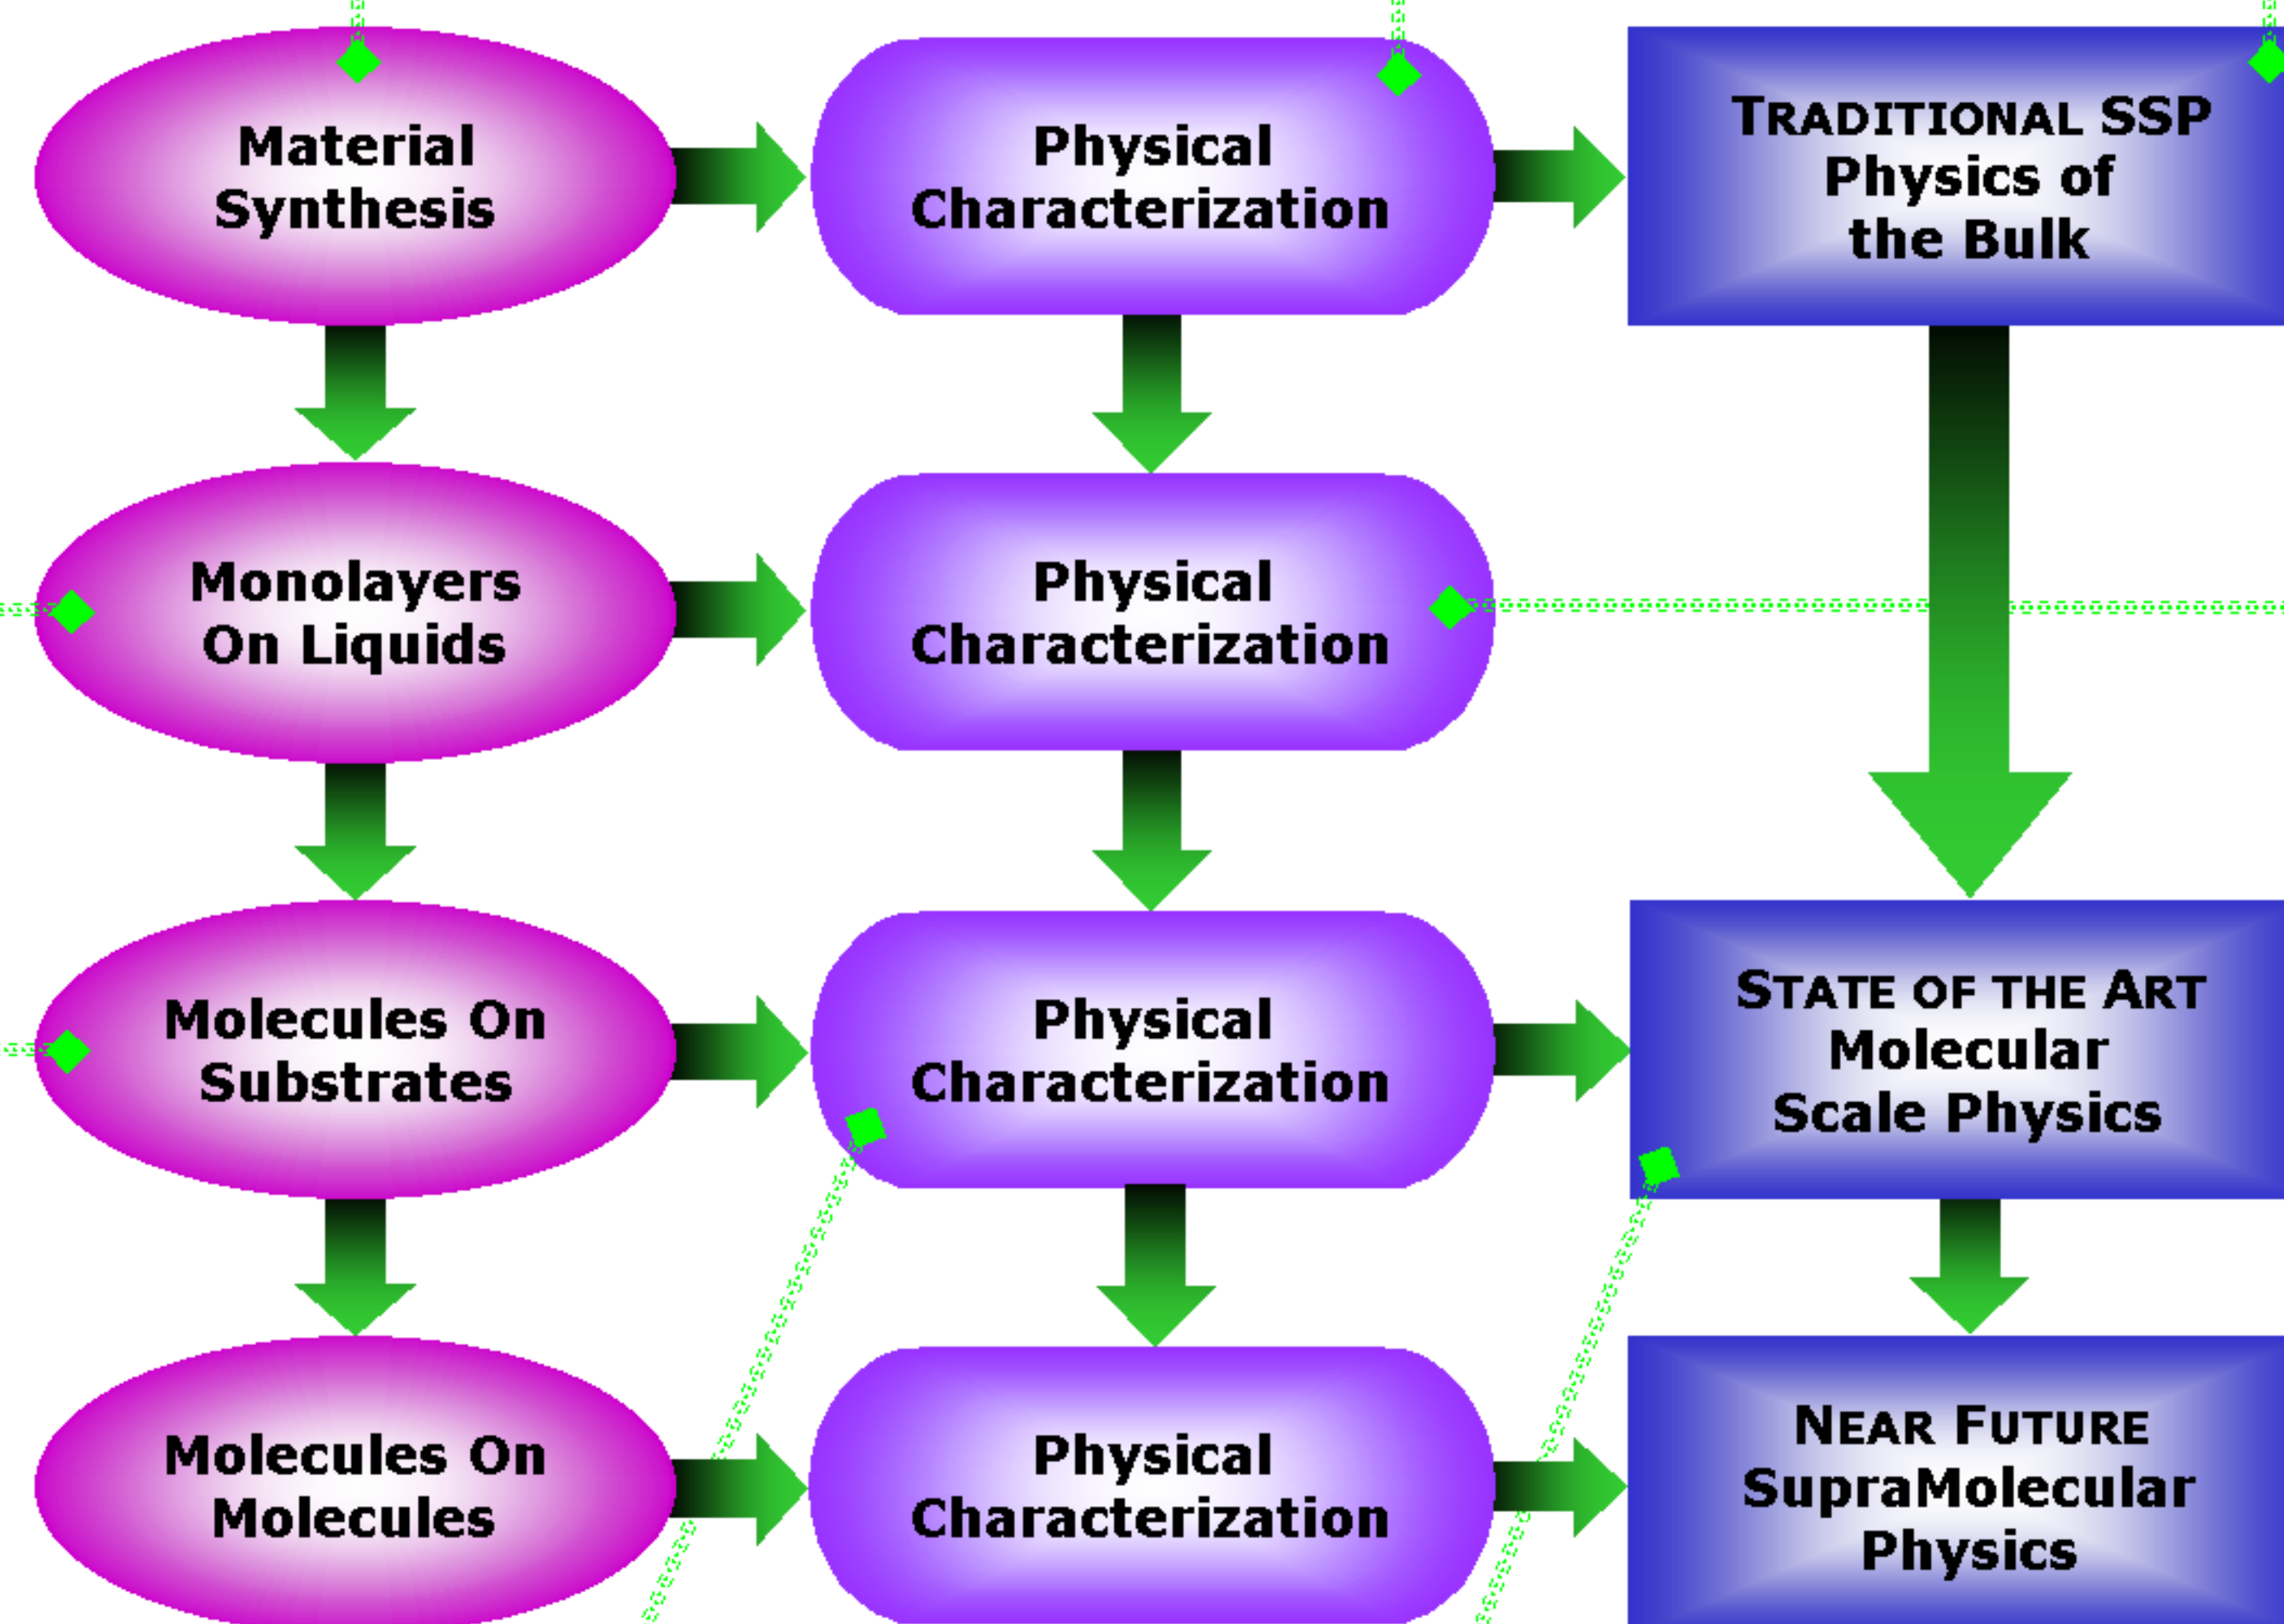 Material
Synthesis
Physical
Characterization
TRADITIONAL SSP
Physics of
the Bulk
Monolayers
On Liquids
Physical
Characterization
Molecules On
Substrates
Physical
Characterization
STATE OF THE ART
Molecular
Scale Physics
Molecules On
Molecules
Physical
Characterization
NEAR FUTURE
SupraMolecular
Physics